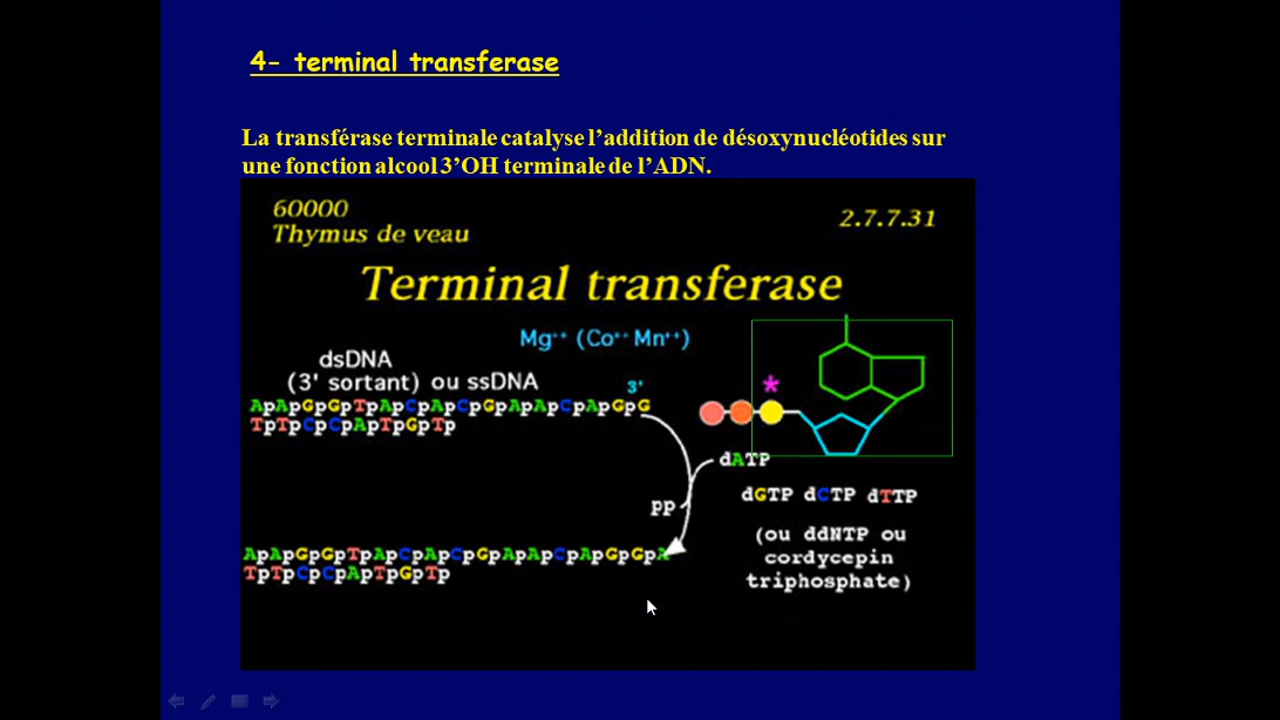 4- terminal transferase
La transférase terminale catalyse l’addition de désoxynucléotides sur
une fonction alcool 3’OH terminale de l’ADN.
60000
Thymus de veau
2.7.7.31
Terminal transferase
Mg⁺⁺ (Co⁺⁺ Mn⁺⁺)
dsDNA
(3' sortant) ou ssDNA
3'
*
ApApGpGpTpApCpApCpGpApApCpApGpG
TpTpCpCpApTpGpTp
dATP
dGTP dCTP dTTP
pp
(ou ddNTP ou
cordycepin
triphosphate)
ApApGpGpTpApCpApCpGpApApCpApGpGpA
TpTpCpCpApTpGpTp